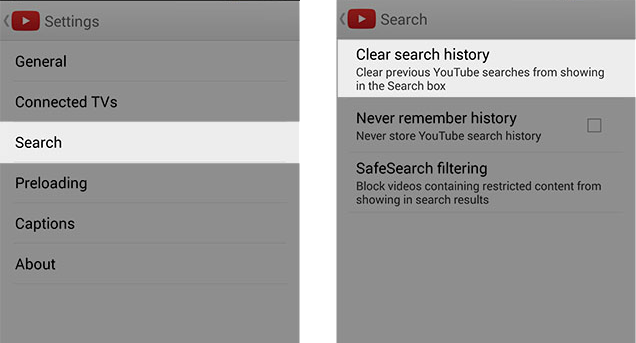 Settings
General
Connected TVs
Search
Preloading
Captions
About
Search
Clear search history
Clear previous YouTube searches from showing
in the Search box
Never remember history
Never store YouTube search history
SafeSearch filtering
Block videos containing restricted content from
showing in search results